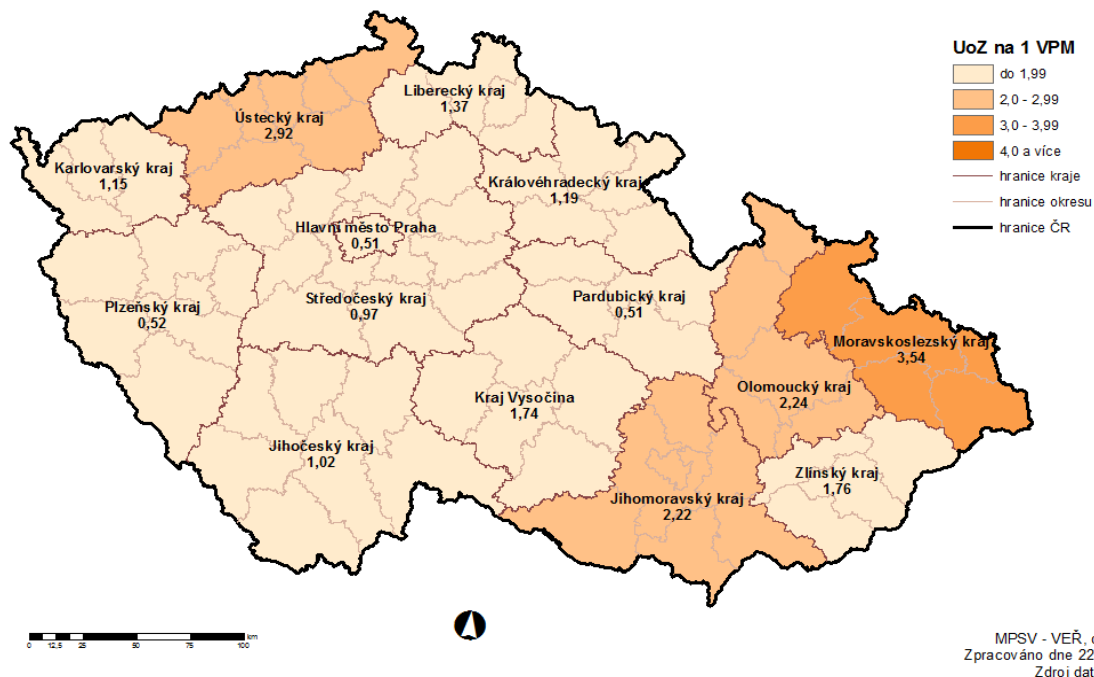 UoZ na 1 VPM
do 1,99
2,0 - 2,99
3,0 - 3,99
4,0 a více
hranice kraje
hranice okresu
hranice ČR
Liberecký kraj
1,37
Ústecký kraj
2,92
Karlovarský kraj
1,15
Královéhradecký kraj
1,19
Hlavní město Praha
0,51
Středočeský kraj
0,97
Pardubický kraj
0,51
Plzeňský kraj
0,52
Moravskoslezský kraj
3,54
Olomoucký kraj
2,24
Kraj Vysočina
1,74
Jihočeský kraj
1,02
Zlínský kraj
1,76
Jihomoravský kraj
2,22
0 12,5 25 50 75 100 km
MPSV - VEŘ,
Zpracováno dne 22
Zdroj dat